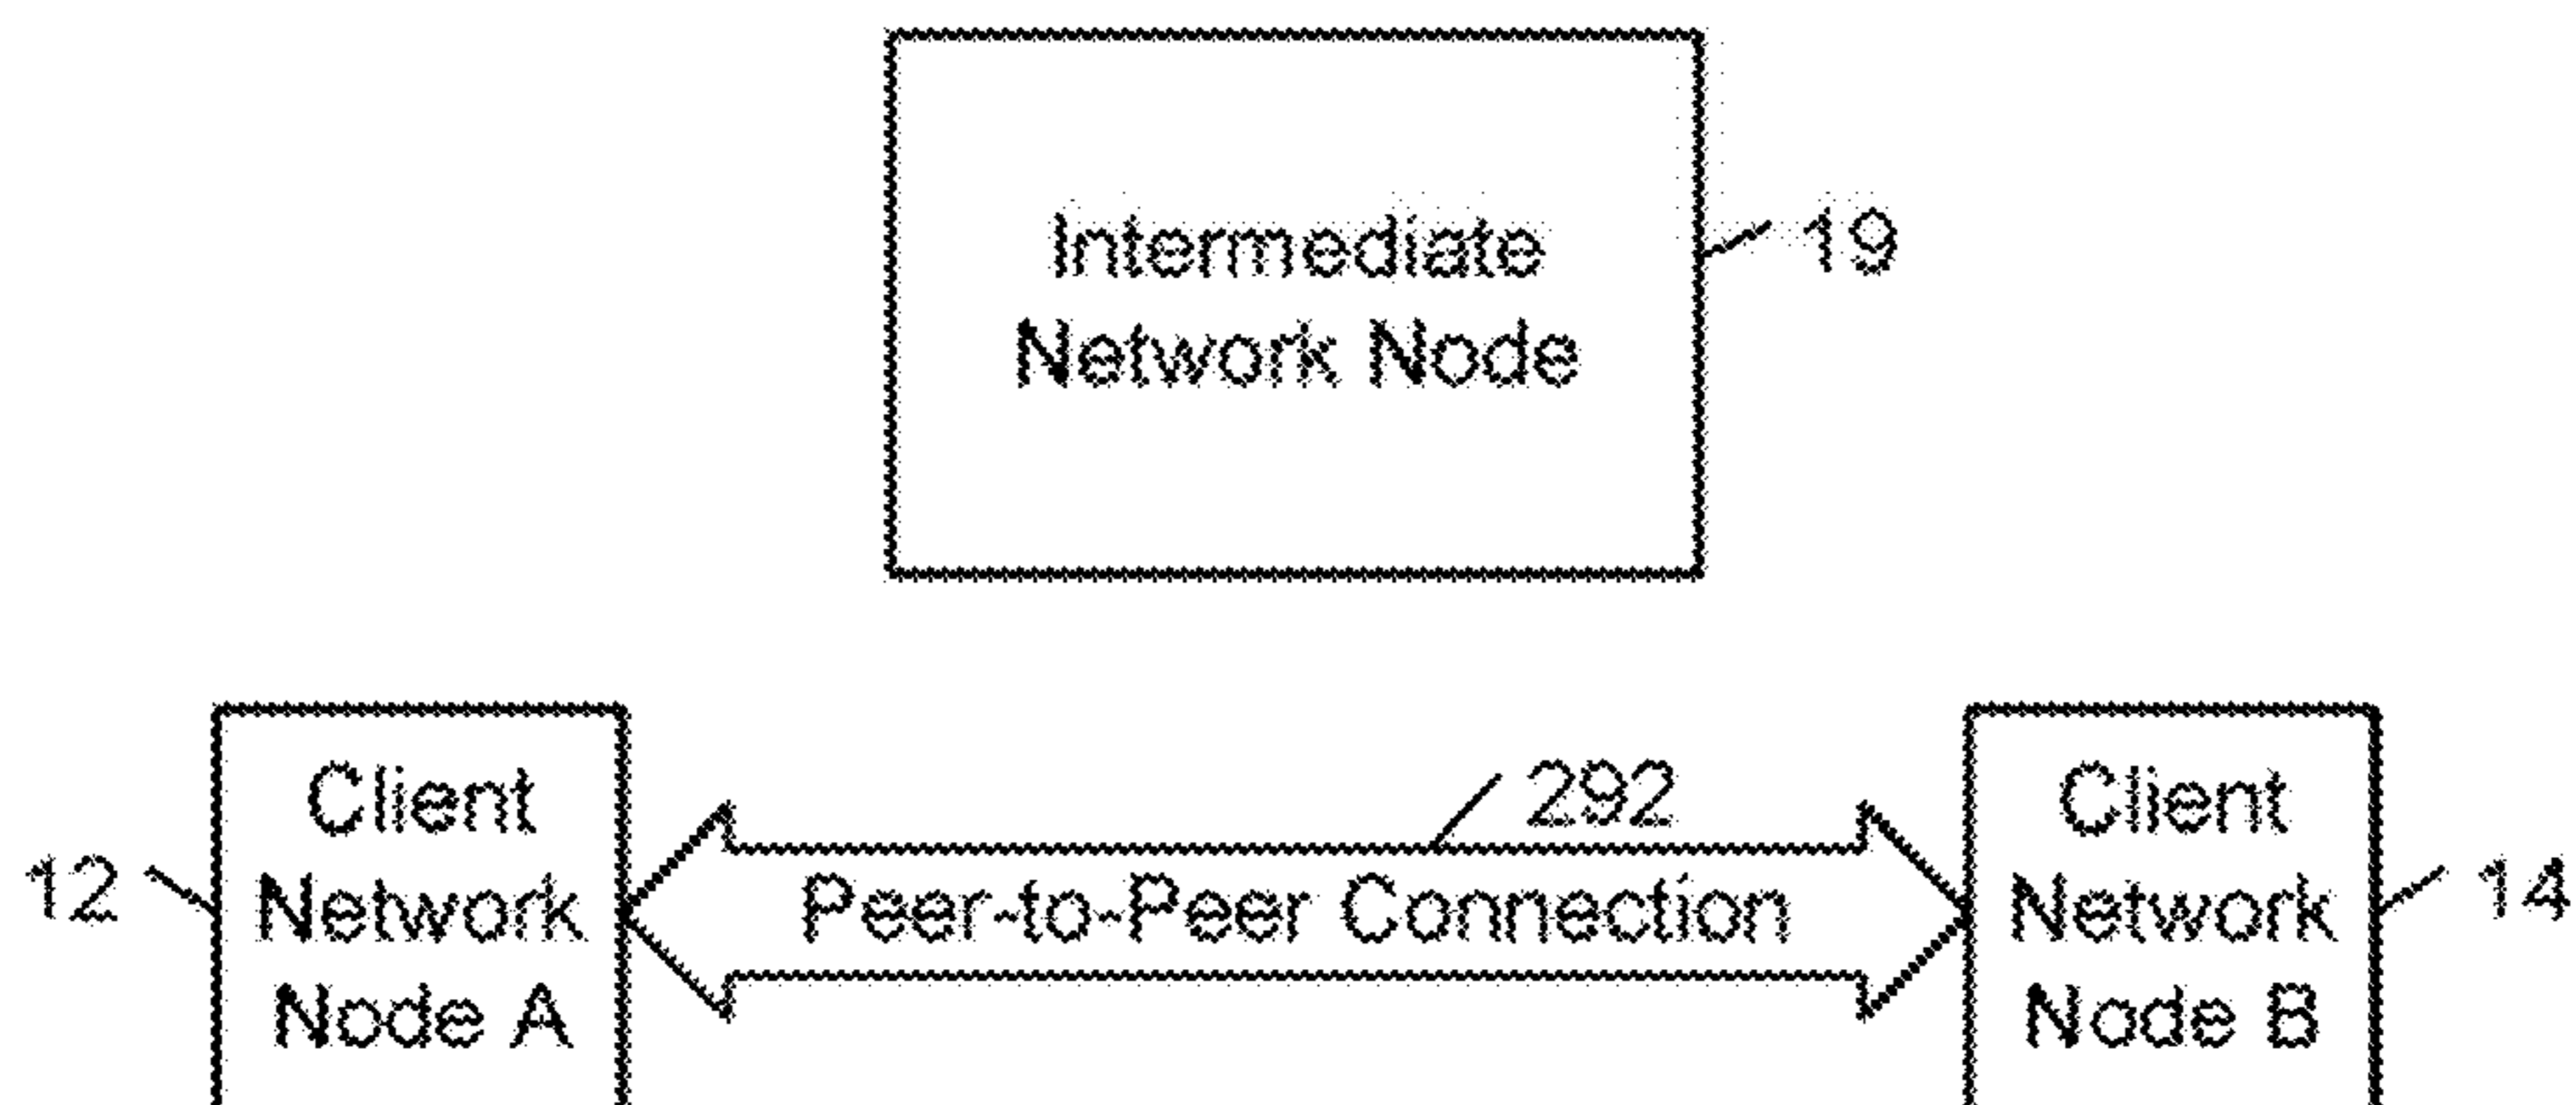 Intermediate
Network Node
19
Client
Network
Node A
12
292
Peer-to-Peer Connection
Client
Network
Node B
14